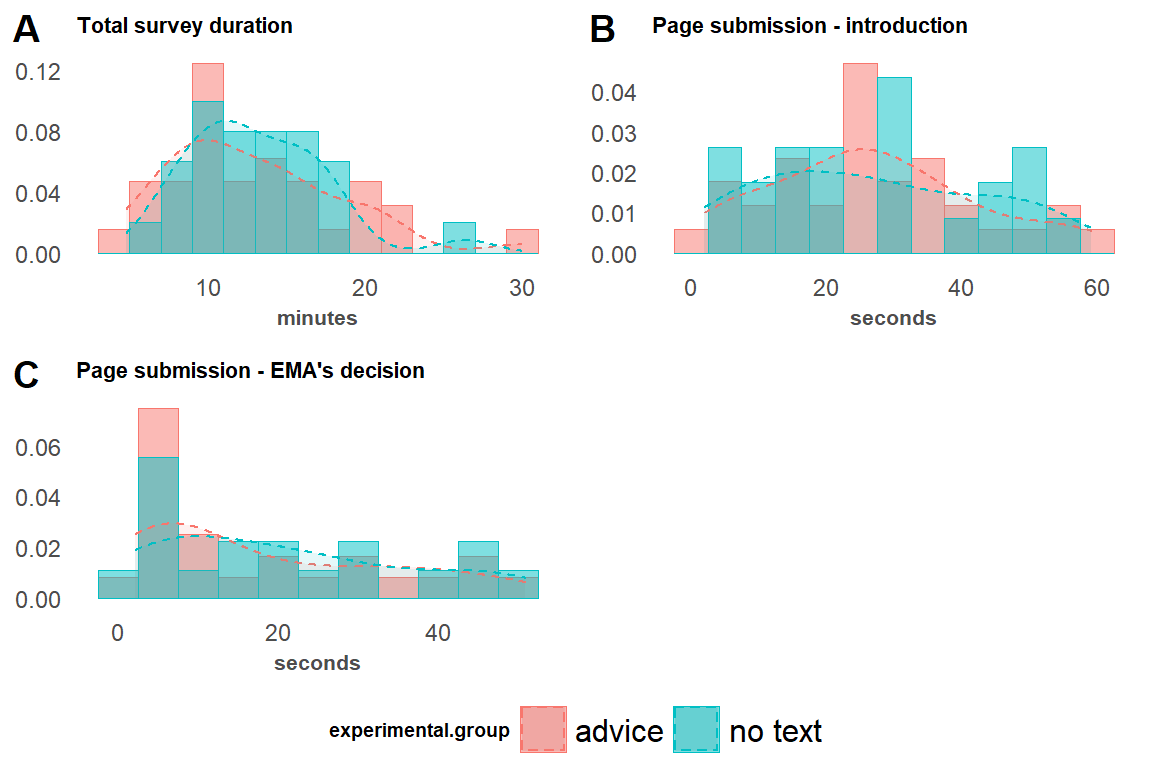 A Total survey duration
0.12
0.08
0.04
0.00
10 20 30
minutes
B Page submission - introduction
0.04
0.03
0.02
0.01
0.00
0 20 40 60
seconds
C Page submission - EMA's decision
0.06
0.04
0.02
0.00
0 20 40
seconds
experimental.group advice no text